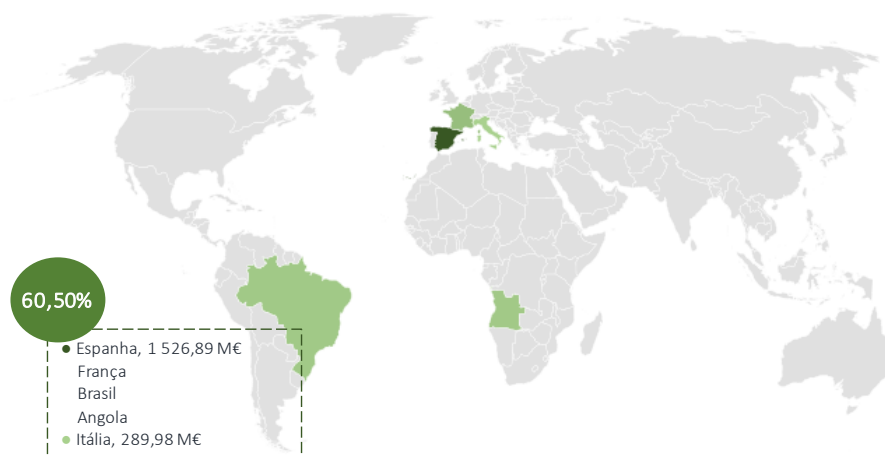 60,50%
Espanha, 1 526,89 M€
França
Brasil
Angola
Itália, 289,98 M€